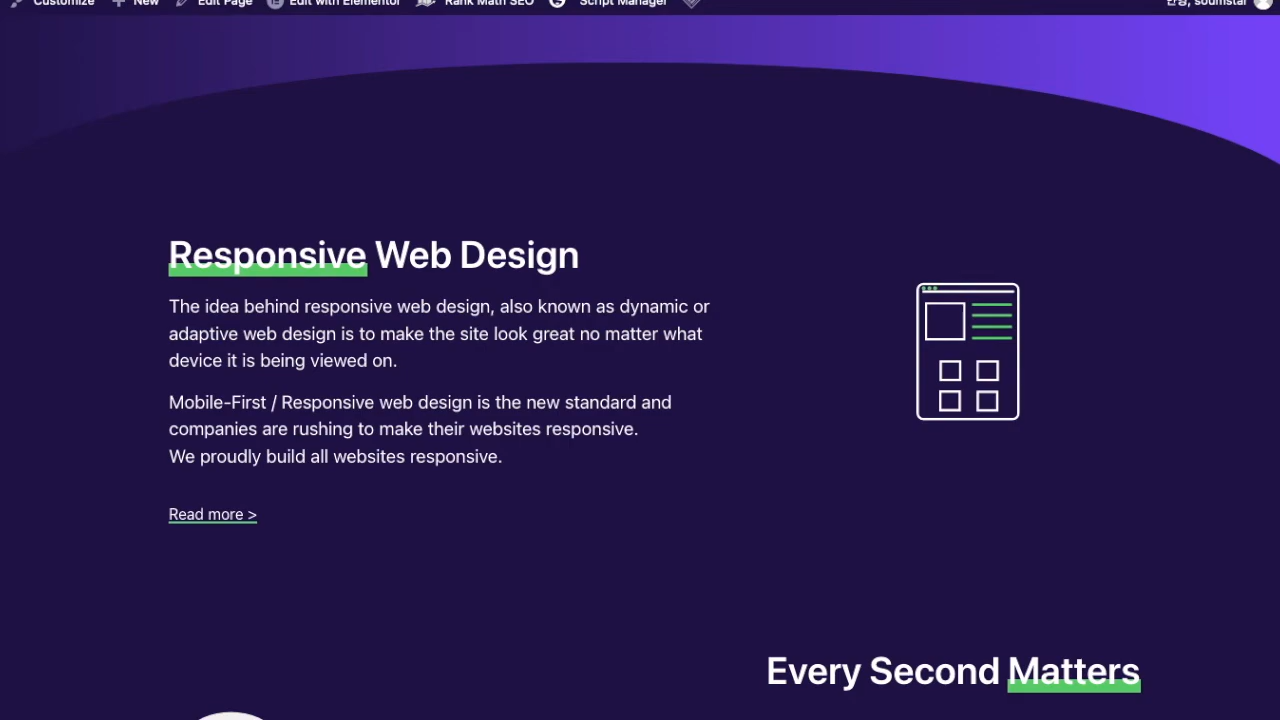 Customize New Edit Page Edit with Elementor Rank Math SEO Script Manager 안녕, soumstar
Responsive Web Design
The idea behind responsive web design, also known as dynamic or
adaptive web design is to make the site look great no matter what
device it is being viewed on.
Mobile-First / Responsive web design is the new standard and
companies are rushing to make their websites responsive.
We proudly build all websites responsive.
Read more >
Every Second Matters